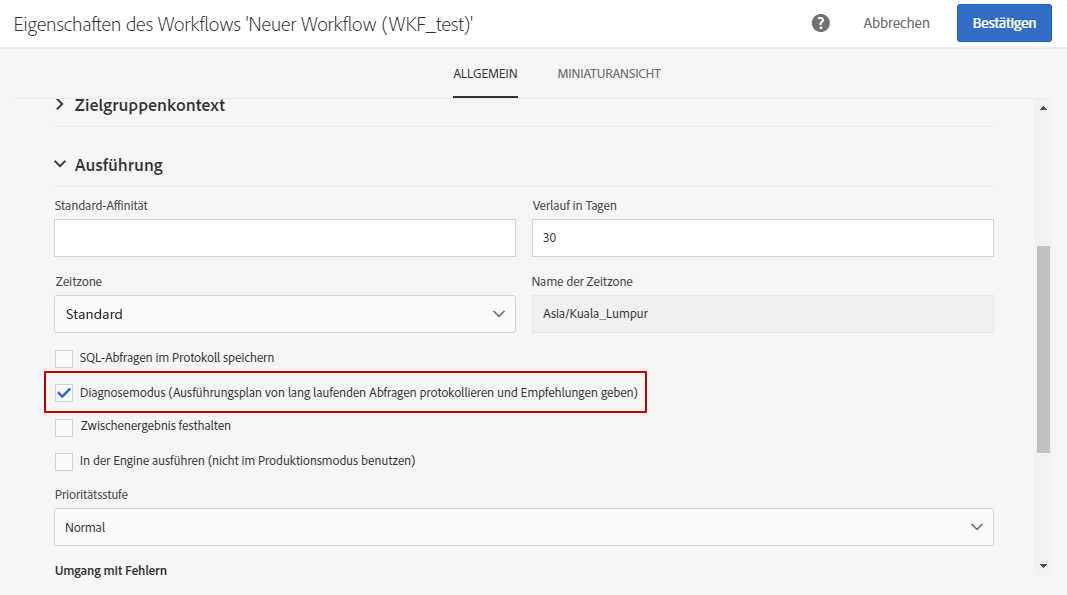 Eigenschaften des Workflows 'Neuer Workflow (WKF_test)'
? Abbrechen Bestätigen
ALLGEMEIN MINIATURANSICHT
Zielgruppenkontext
Ausführung
Standard-Affinität Verlauf in Tagen
30
Zeitzone Name der Zeitzone
Standard Asia/Kuala_Lumpur
SQL-Abfragen im Protokoll speichern
Diagnosemodus (Ausführungsplan von lang laufenden Abfragen protokollieren und Empfehlungen geben)
Zwischenergebnis festhalten
In der Engine ausführen (nicht im Produktionsmodus benutzen)
Prioritätsstufe
Normal
Umgang mit Fehlern